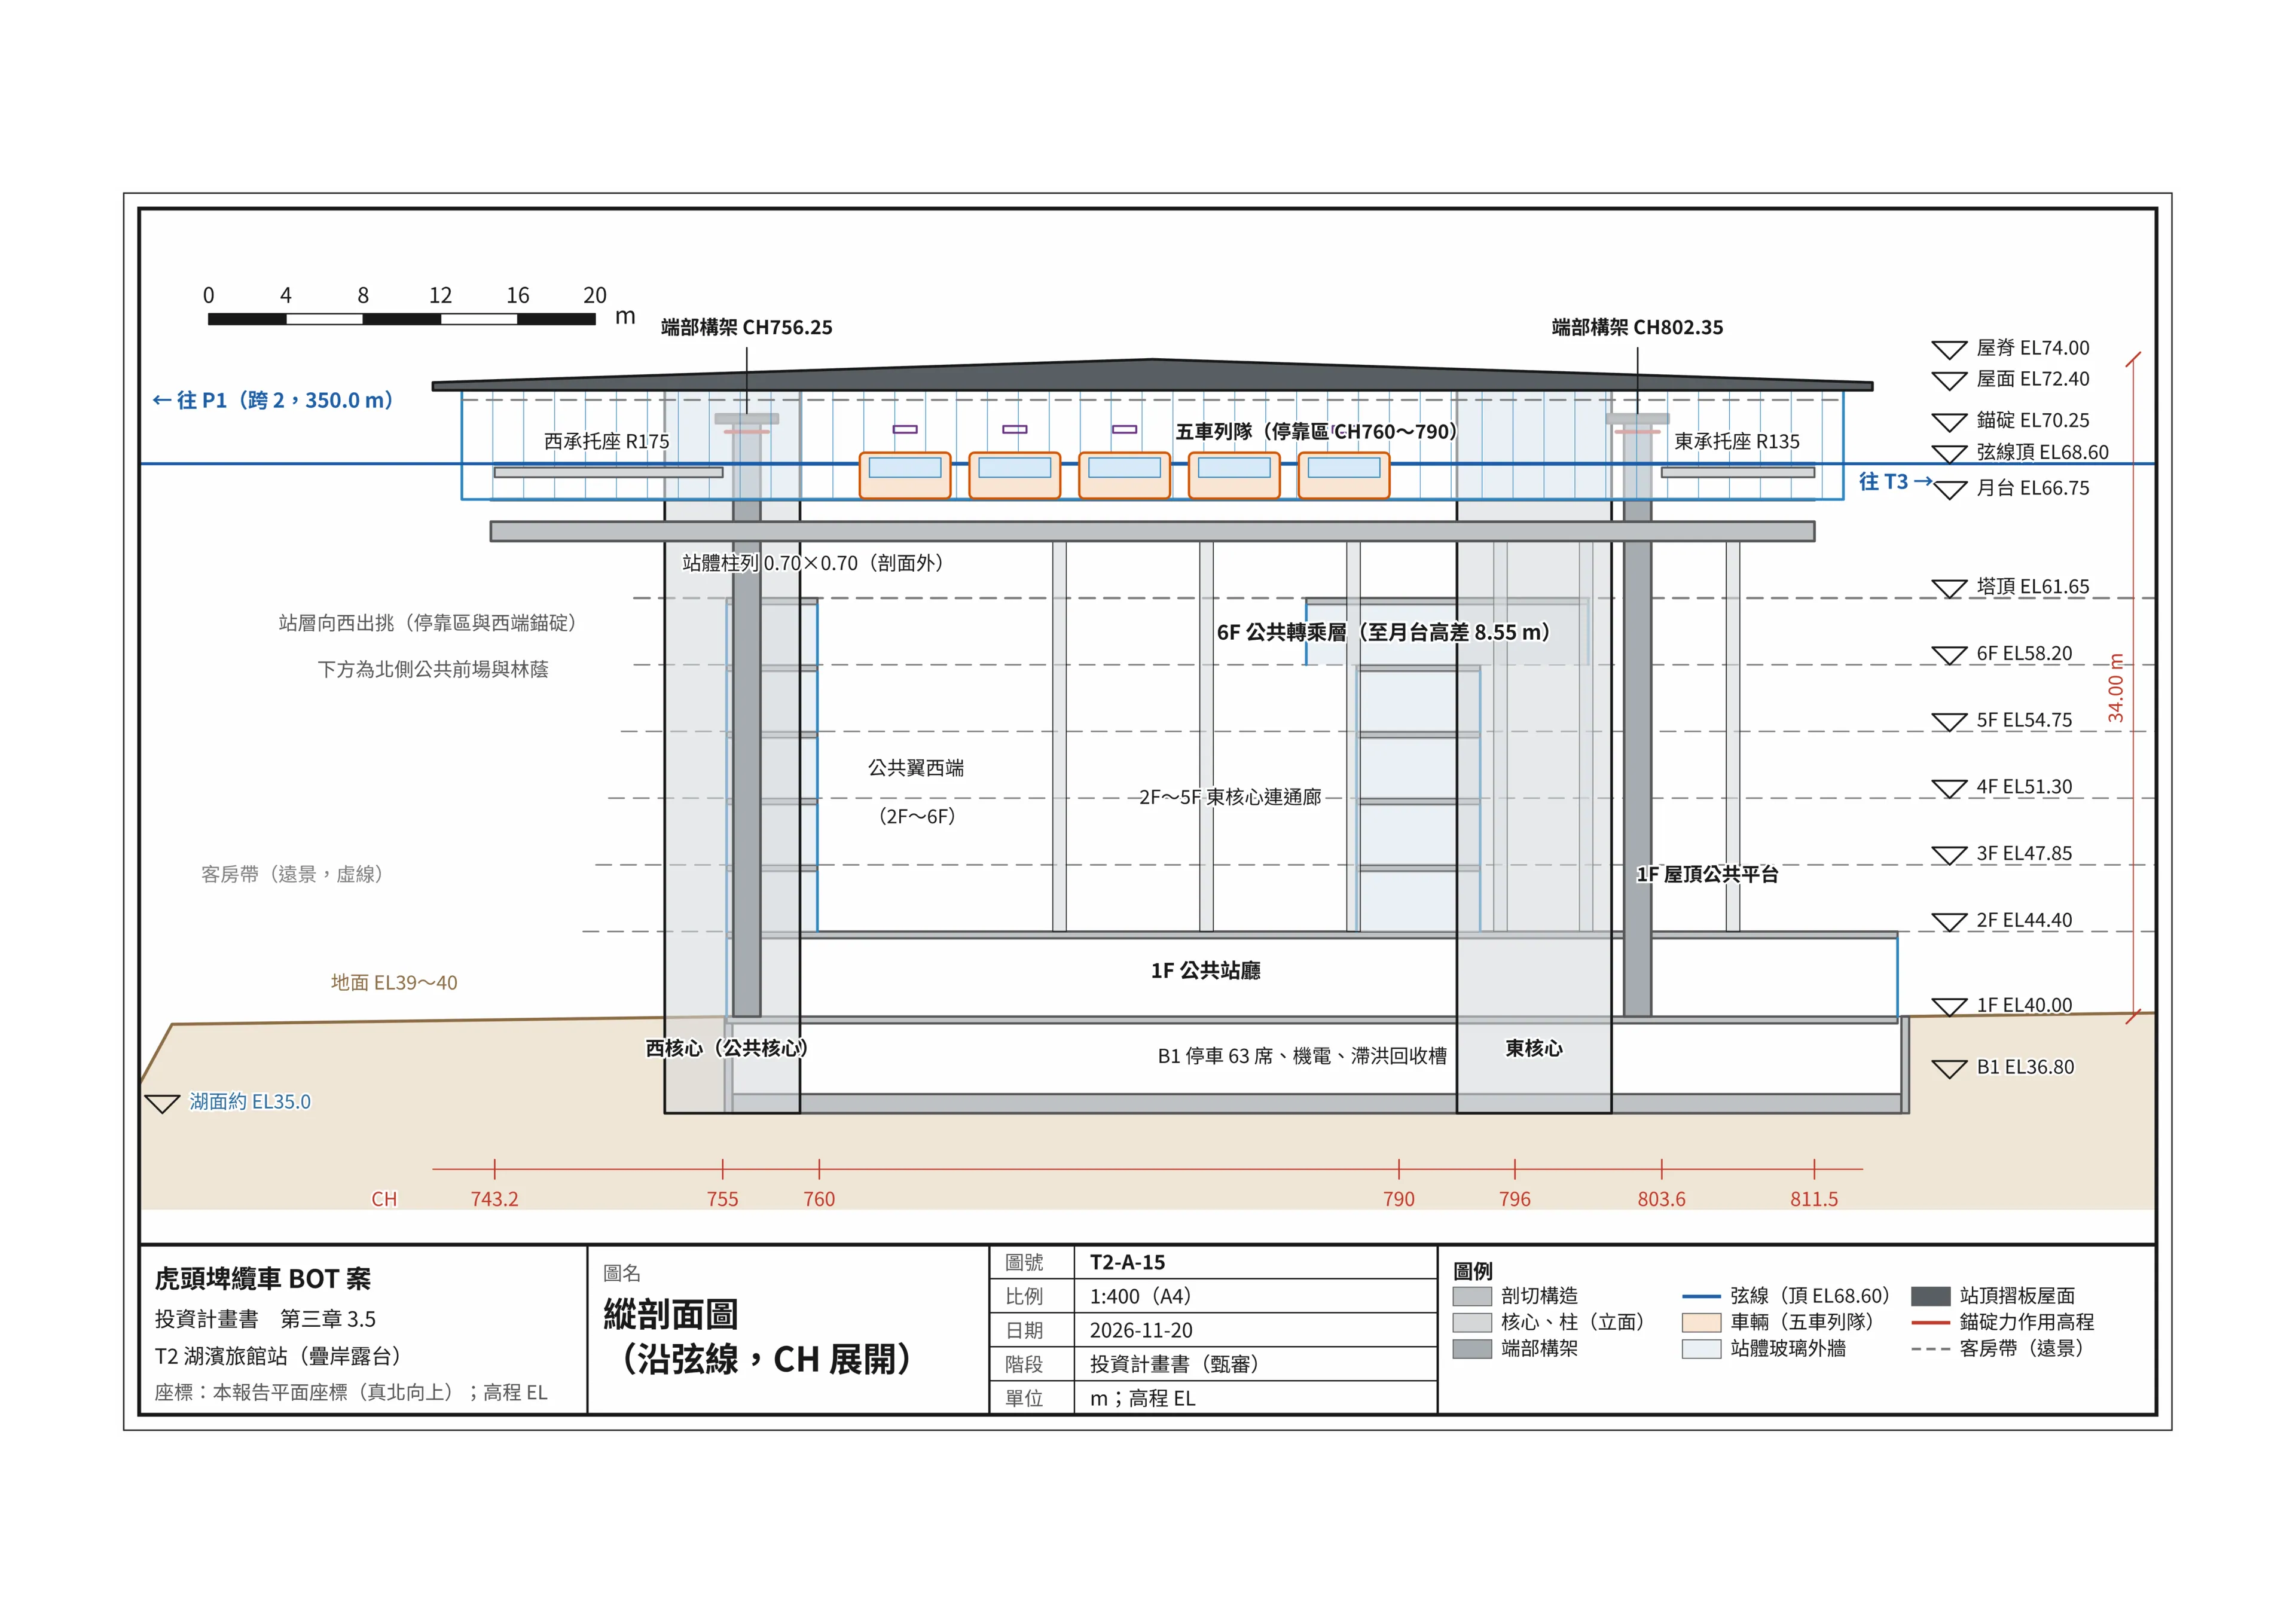 0 4 8 12 16 20 m
端部構架 CH756.25
端部構架 CH802.35
屋脊 EL74.00
屋面 EL72.40
← 往 P1（跨 2，350.0 m）
錨碇 EL70.25
五車列隊（停靠區 CH760～790）
西承托座 R175
東承托座 R135
弦線頂 EL68.60
往 T3 →
月台 EL66.75
站體柱列 0.70×0.70（剖面外）
塔頂 EL61.65
站層向西出挑（停靠區與西端錨碇）
6F 公共轉乘層（至月台高差 8.55 m）
下方為北側公共前場與林蔭
6F EL58.20
34.00 m
5F EL54.75
公共翼西端
（2F～6F）
2F～5F 東核心連通廊
4F EL51.30
客房帶（遠景，虛線）
1F 屋頂公共平台
3F EL47.85
2F EL44.40
1F 公共站廳
地面 EL39～40
1F EL40.00
西核心（公共核心）
B1 停車 63 席、機電、滯洪回收槽
東核心
B1 EL36.80
湖面約 EL35.0
CH 743.2 755 760 790 796 803.6 811.5
虎頭埤纜車 BOT 案
投資計畫書　第三章 3.5
T2 湖濱旅館站（疊岸露台）
座標：本報告平面座標（真北向上）；高程 EL
圖名
縱剖面圖
（沿弦線，CH 展開）
圖號 T2-A-15
比例 1:400（A4）
日期 2026-11-20
階段 投資計畫書（甄審）
單位 m；高程 EL
圖例
剖切構造
核心、柱（立面）
端部構架
弦線（頂 EL68.60）
車輛（五車列隊）
站體玻璃外牆
站頂摺板屋面
錨碇力作用高程
客房帶（遠景）